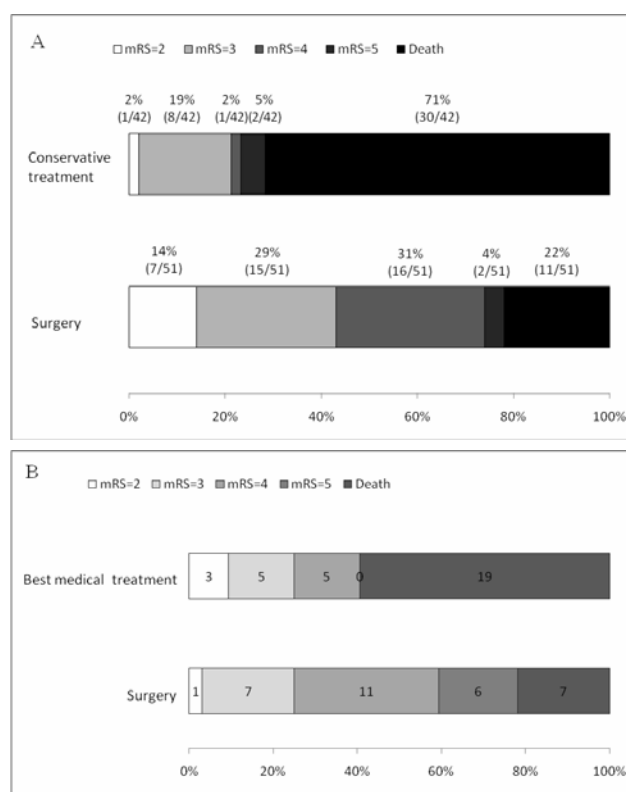 A
mRS=2 mRS=3 mRS=4 mRS=5 Death
2% 19% 2% 5% 71%
(1/42) (8/42) (1/42) (2/42) (30/42)
Conservative
treatment
14% 29% 31% 4% 22%
(7/51) (15/51) (16/51) (2/51) (11/51)
Surgery
0% 20% 40% 60% 80% 100%
B
mRS=2 mRS=3 mRS=4 mRS=5 Death
Best medical treatment 3 5 5 0 19
Surgery 1 7 11 6 7
0% 20% 40% 60% 80% 100%